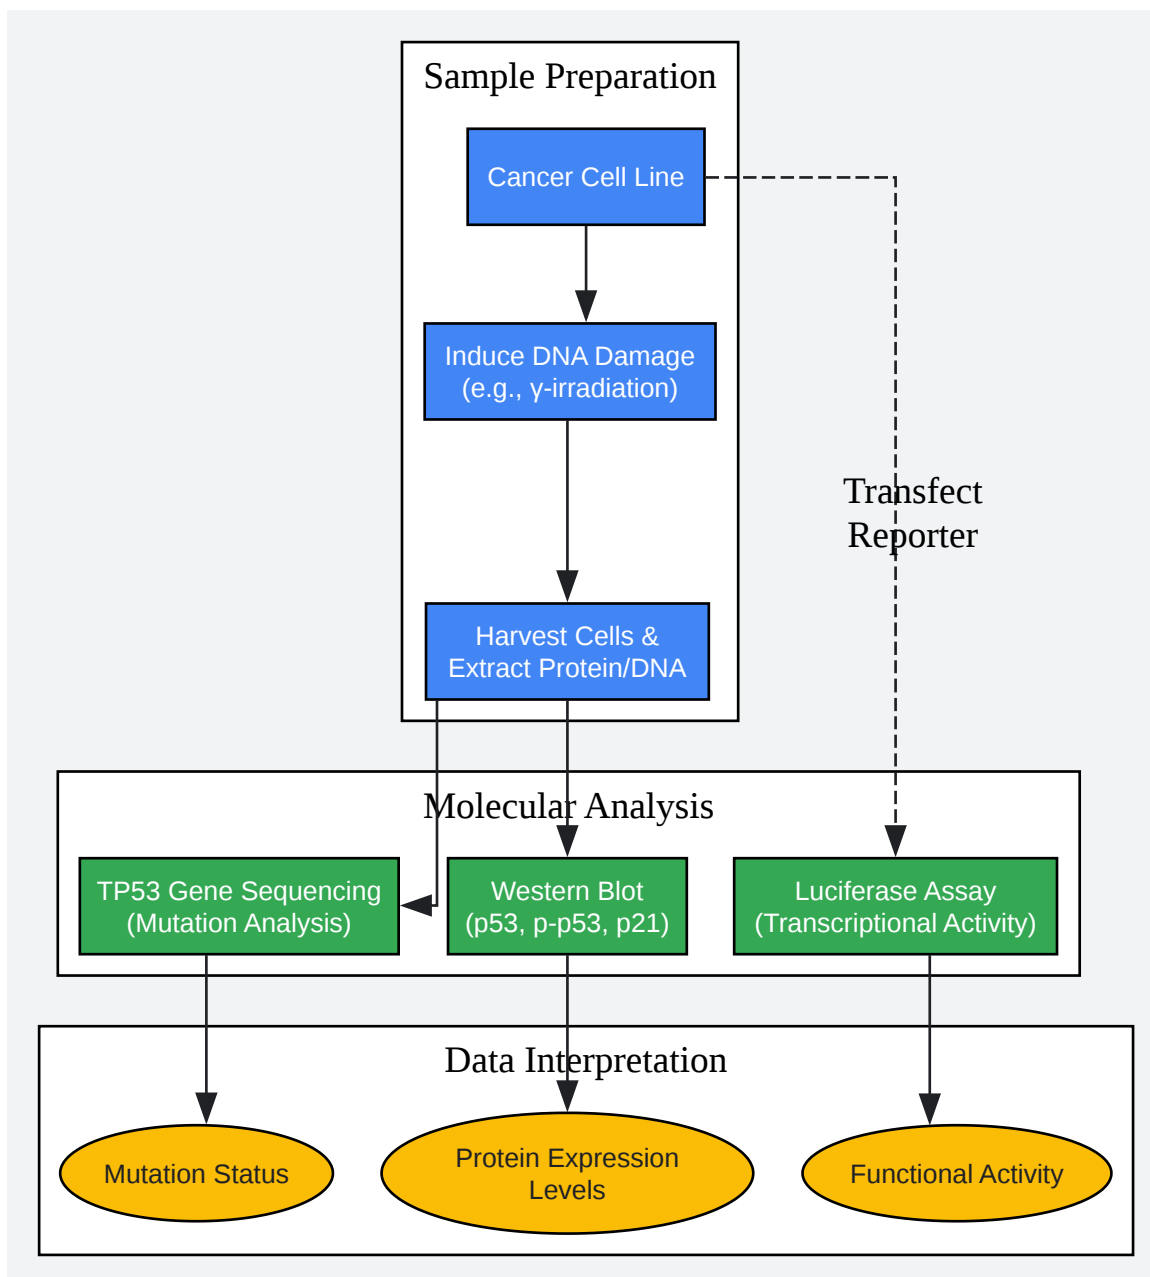 Sample Preparation
Cancer Cell Line
Induce DNA Damage
(e.g., γ-irradiation)
Transfect
Reporter
Harvest Cells &
Extract Protein/DNA
Molecular Analysis
TP53 Gene Sequencing
(Mutation Analysis)
Western Blot
(p53, p-p53, p21)
Luciferase Assay
(Transcriptional Activity)
Data Interpretation
Mutation Status
Protein Expression
Levels
Functional Activity